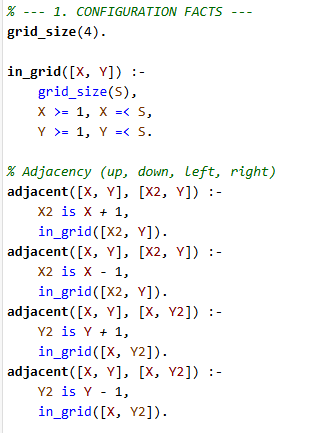 % --- 1. CONFIGURATION FACTS ---
grid_size(4).
in_grid([X, Y]) :-
    grid_size(S),
    X >= 1, X =< S,
    Y >= 1, Y =< S.
% Adjacency (up, down, left, right)
adjacent([X, Y], [X2, Y]) :-
    X2 is X + 1,
    in_grid([X2, Y]).
adjacent([X, Y], [X2, Y]) :-
    X2 is X - 1,
    in_grid([X2, Y]).
adjacent([X, Y], [X, Y2]) :-
    Y2 is Y + 1,
    in_grid([X, Y2]).
adjacent([X, Y], [X, Y2]) :-
    Y2 is Y - 1,
    in_grid([X, Y2]).